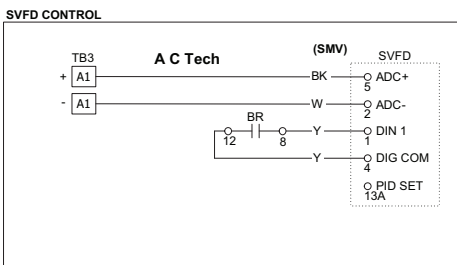 SVFD CONTROL
TB3
A C Tech
(SMV)
SVFD
+ A1
BK
ADC+
5
- A1
W
ADC-
2
BR
12
8
Y
DIN 1
1
Y
DIG COM
4
PID SET
13A